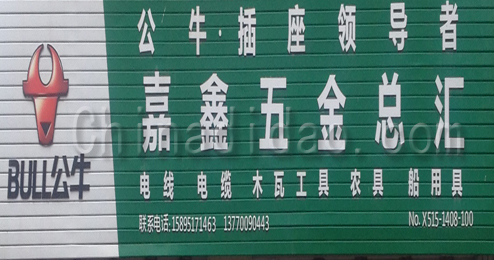 公牛·插座领导者
嘉鑫五金总汇
BULL公牛
电线 电缆 木瓦工具 农具 船用具
联系电话: 15895171463 13770090443
No.X515-1408-100